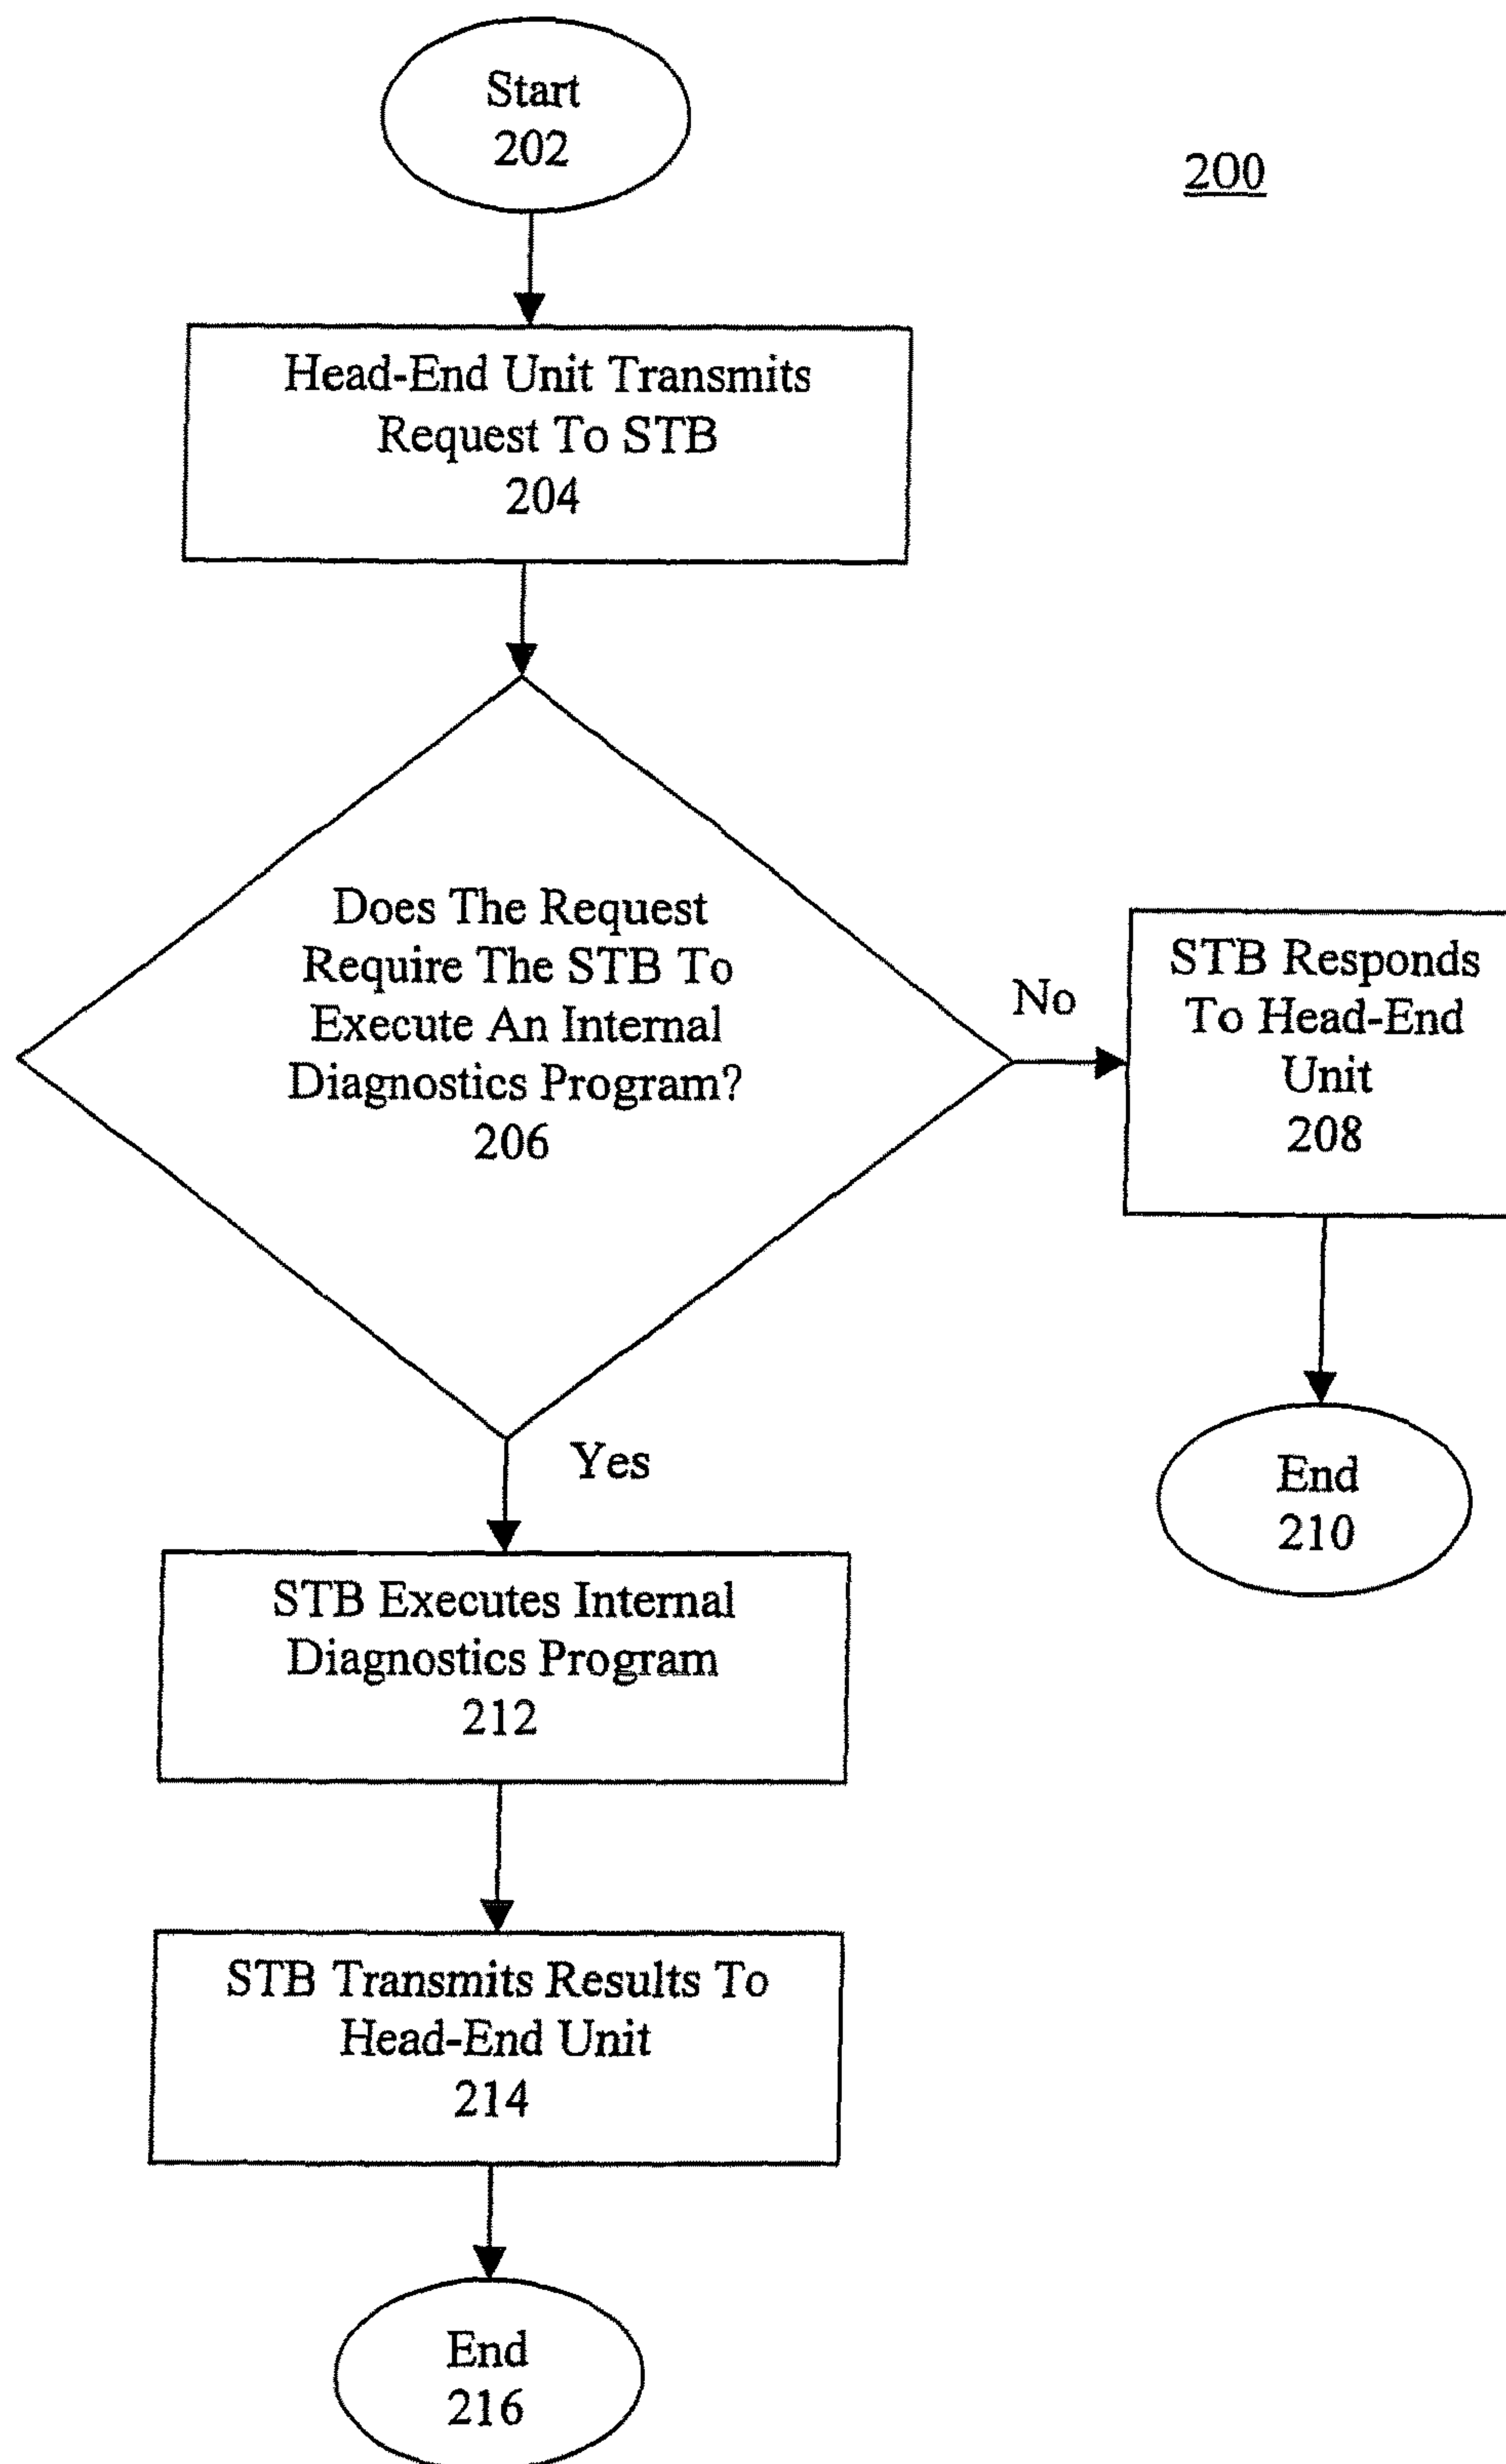 Start
202
200
Head-End Unit Transmits
Request To STB
204
Does The Request
Require The STB To
Execute An Internal
Diagnostics Program?
206
No
STB Responds
To Head-End
Unit
208
Yes
End
210
STB Executes Internal
Diagnostics Program
212
STB Transmits Results To
Head-End Unit
214
End
216